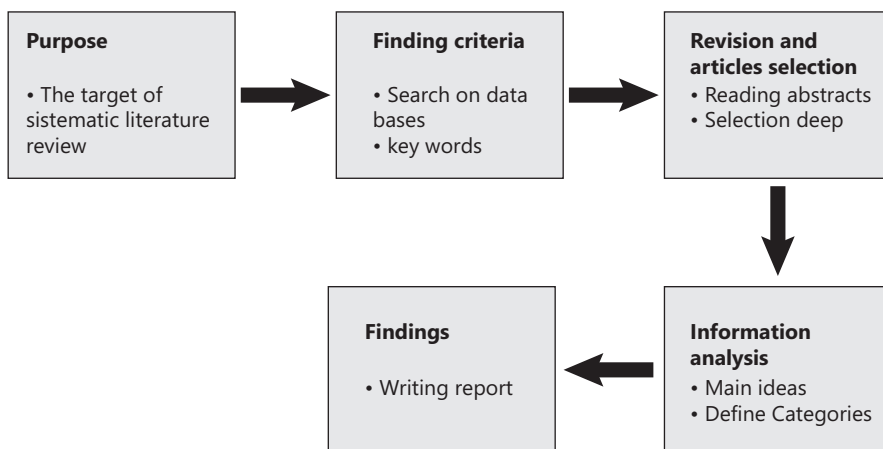 Purpose
• The target of
sistematic literature
review
Finding criteria
• Search on data
bases
• key words
Revision and
articles selection
• Reading abstracts
• Selection deep
Information
analysis
• Main ideas
• Define Categories
Findings
• Writing report